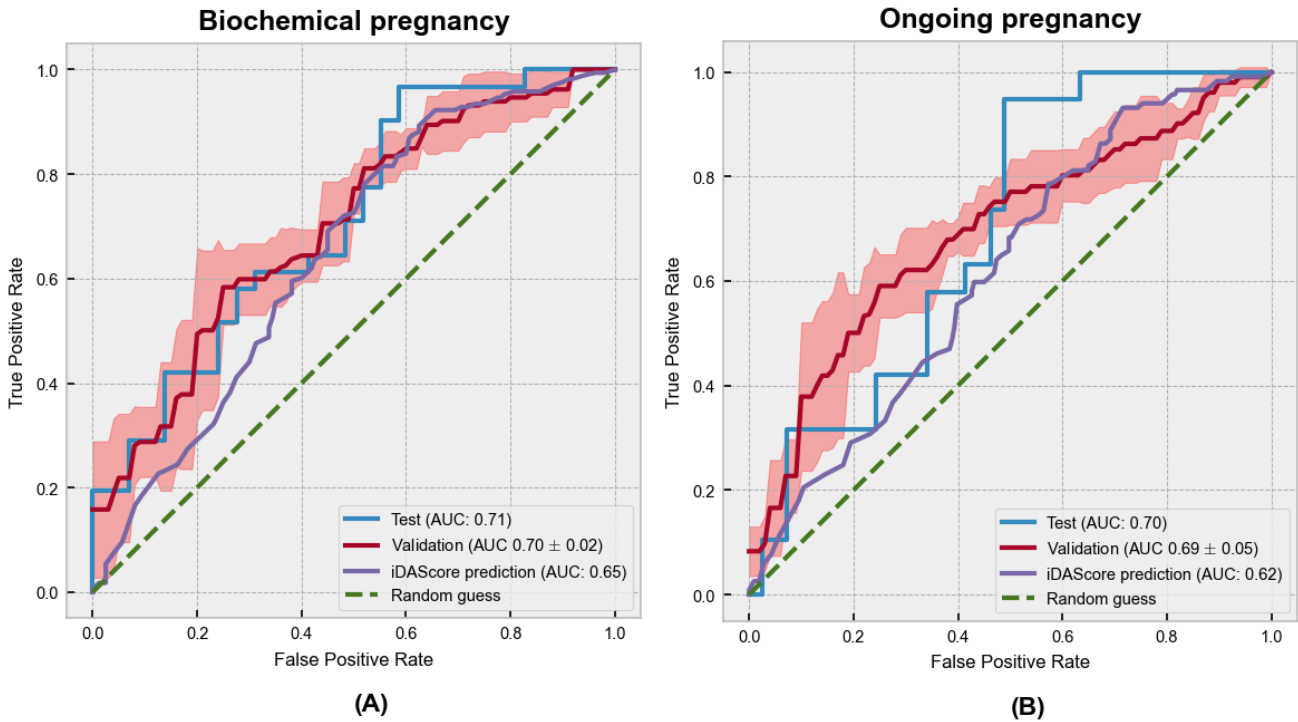 Biochemical pregnancy
1.0
0.8
0.6
0.4
0.2
0.0
True Positive Rate
Test (AUC: 0.71)
Validation (AUC 0.70 ± 0.02)
iDAScore prediction (AUC: 0.65)
Random guess
0.0 0.2 0.4 0.6 0.8 1.0
False Positive Rate
(A)
Ongoing pregnancy
1.0
0.8
0.6
0.4
0.2
0.0
True Positive Rate
Test (AUC: 0.70)
Validation (AUC 0.69 ± 0.05)
iDAScore prediction (AUC: 0.62)
Random guess
0.0 0.2 0.4 0.6 0.8 1.0
False Positive Rate
(B)